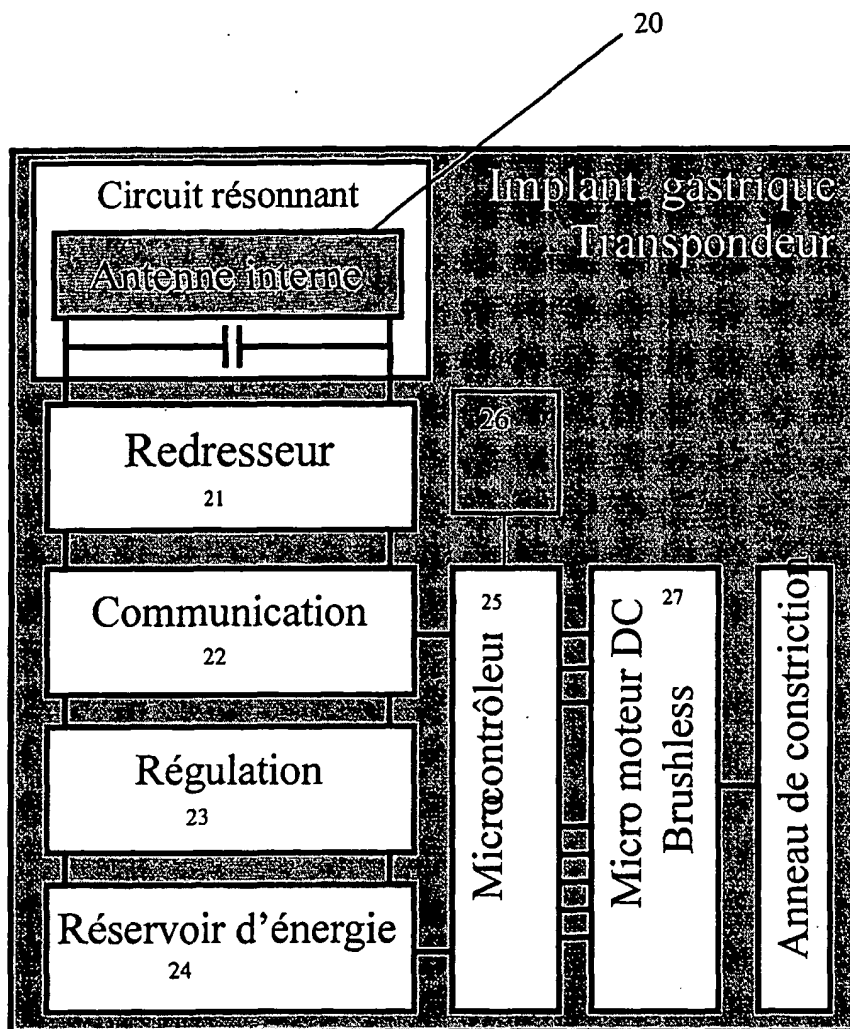 20
Circuit résonnant
Antenne interne
Implant gastrique
Transpondeur
Redresseur
21
26
Communication
22
Régulation
23
Réservoir d'énergie
24
25
Microcontrôleur
27
Micro moteur DC
Brushless
Anneau de constriction